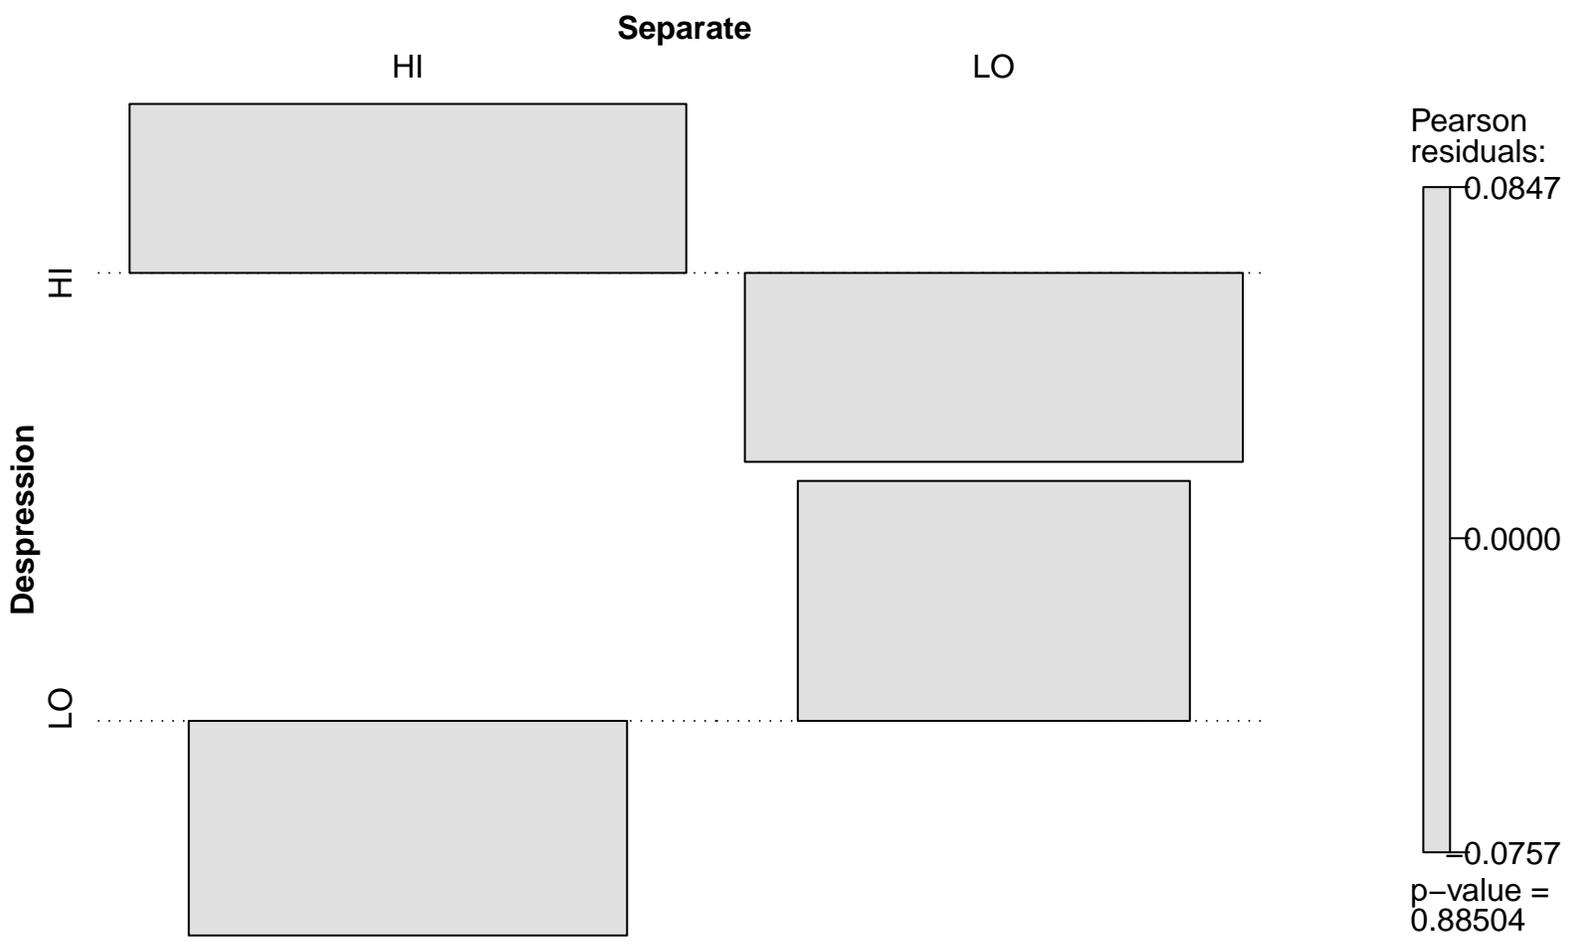 Separate
HI
LO
HI
LO
Despression
Pearson
residuals:
0.0847
0.0000
−0.0757
p−value =
0.88504